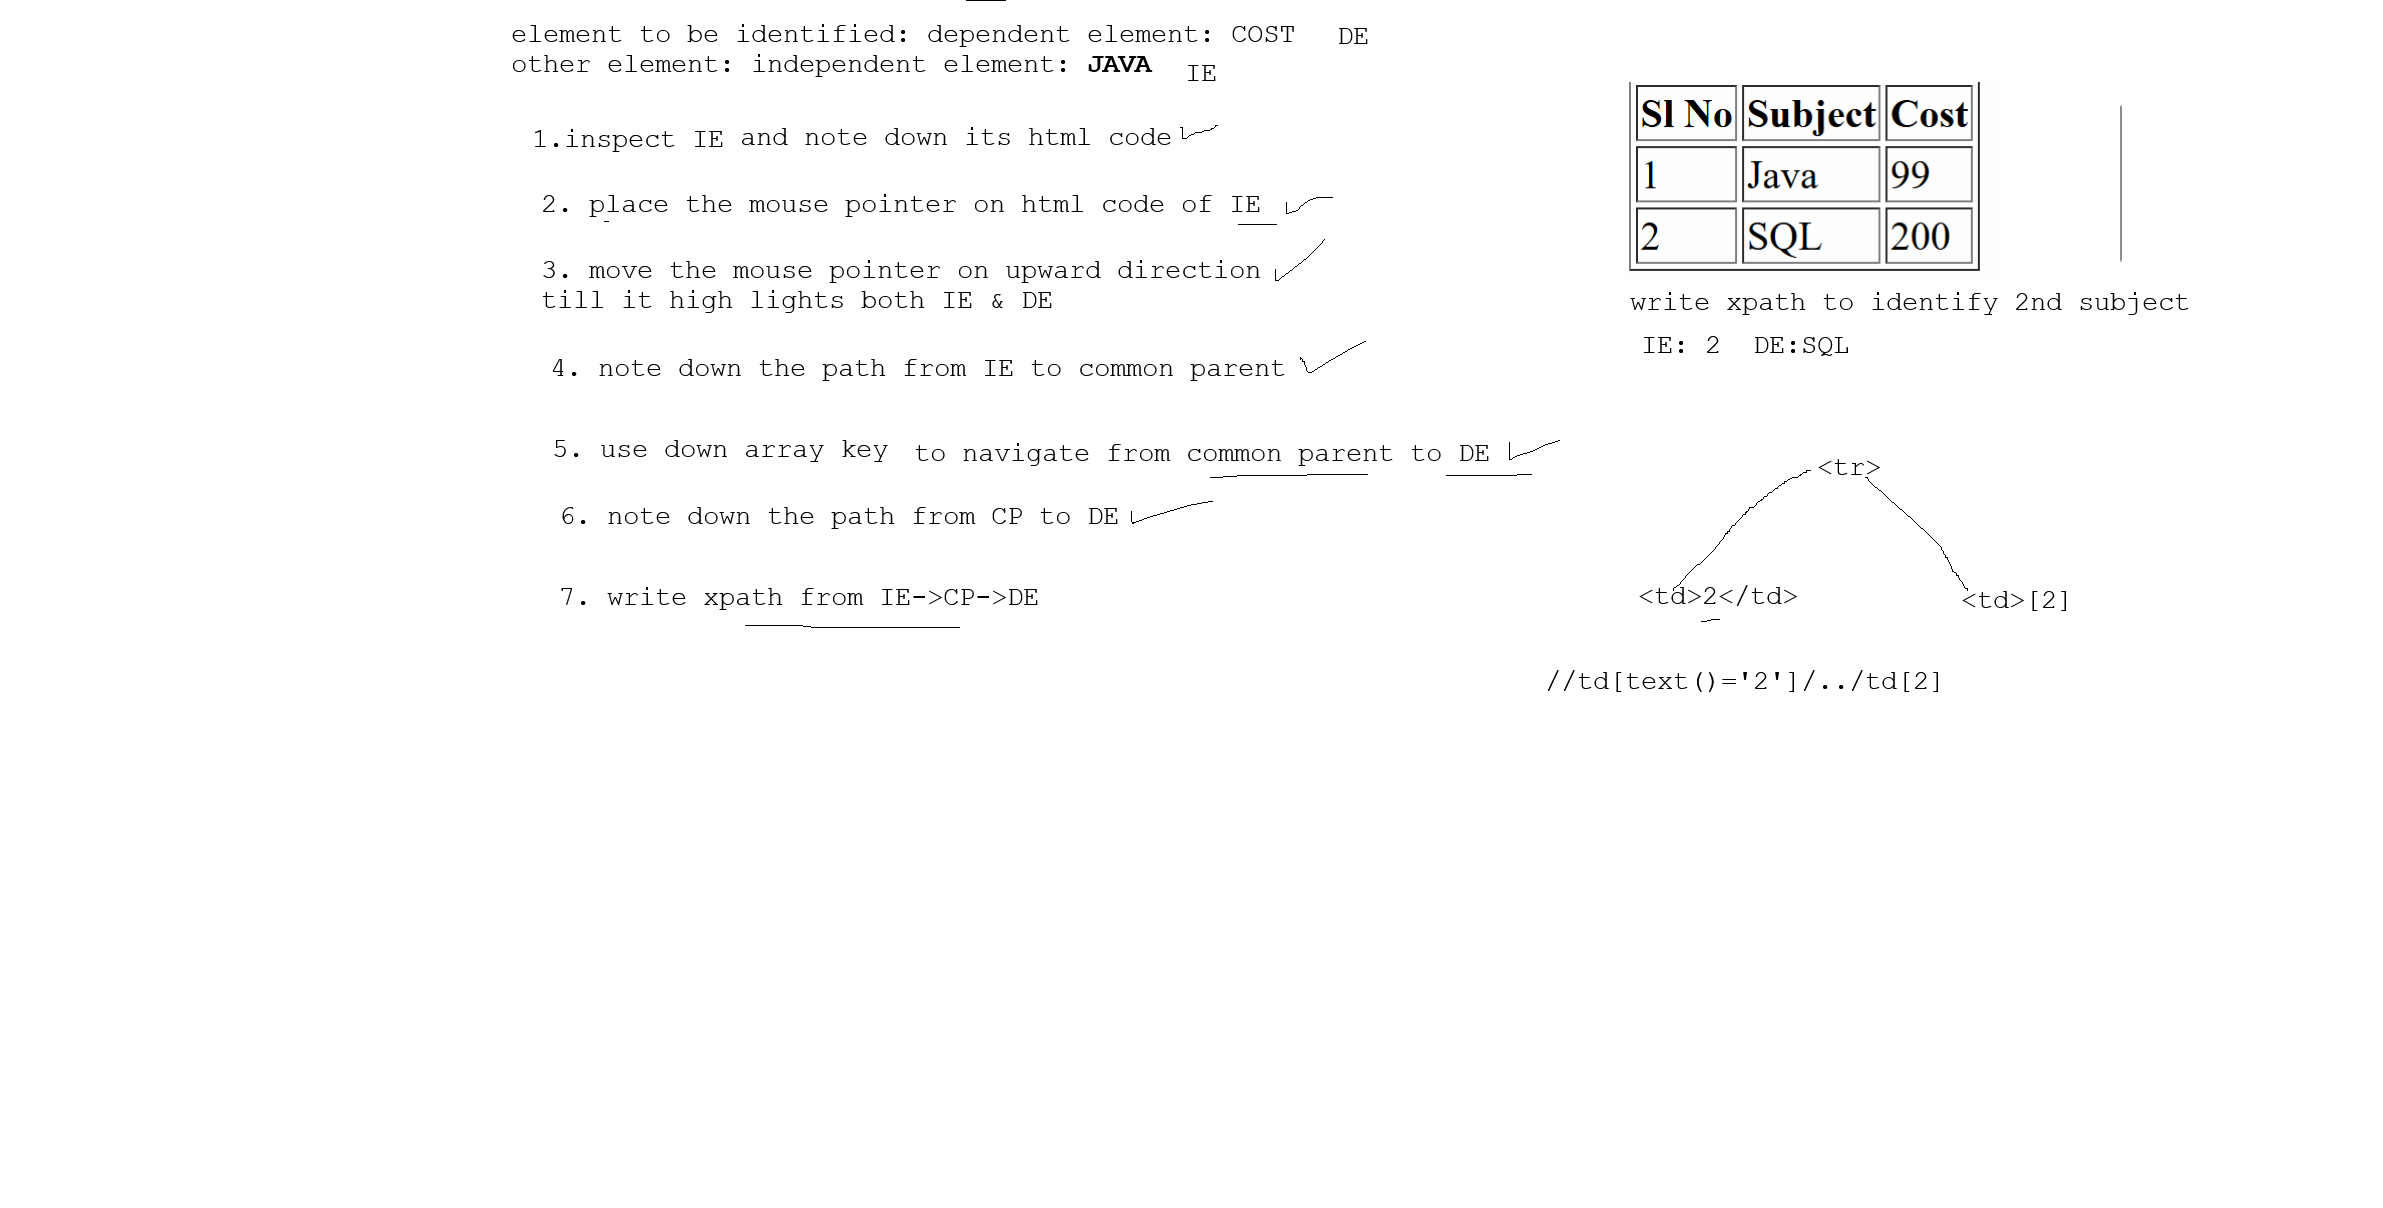 element to be identified: dependent element: COST DE
other element: independent element: JAVA IE
1.inspect IE and note down its html code
2. place the mouse pointer on html code of IE
3. move the mouse pointer on upward direction
till it high lights both IE & DE
4. note down the path from IE to common parent
5. use down array key to navigate from common parent to DE
6. note down the path from CP to DE
7. write xpath from IE->CP->DE
Sl No Subject Cost
1 Java 99
2 SQL 200
write xpath to identify 2nd subject
IE: 2 DE:SQL
<tr>
<td>2</td> <td>[2]
//td[text()='2']/../td[2]